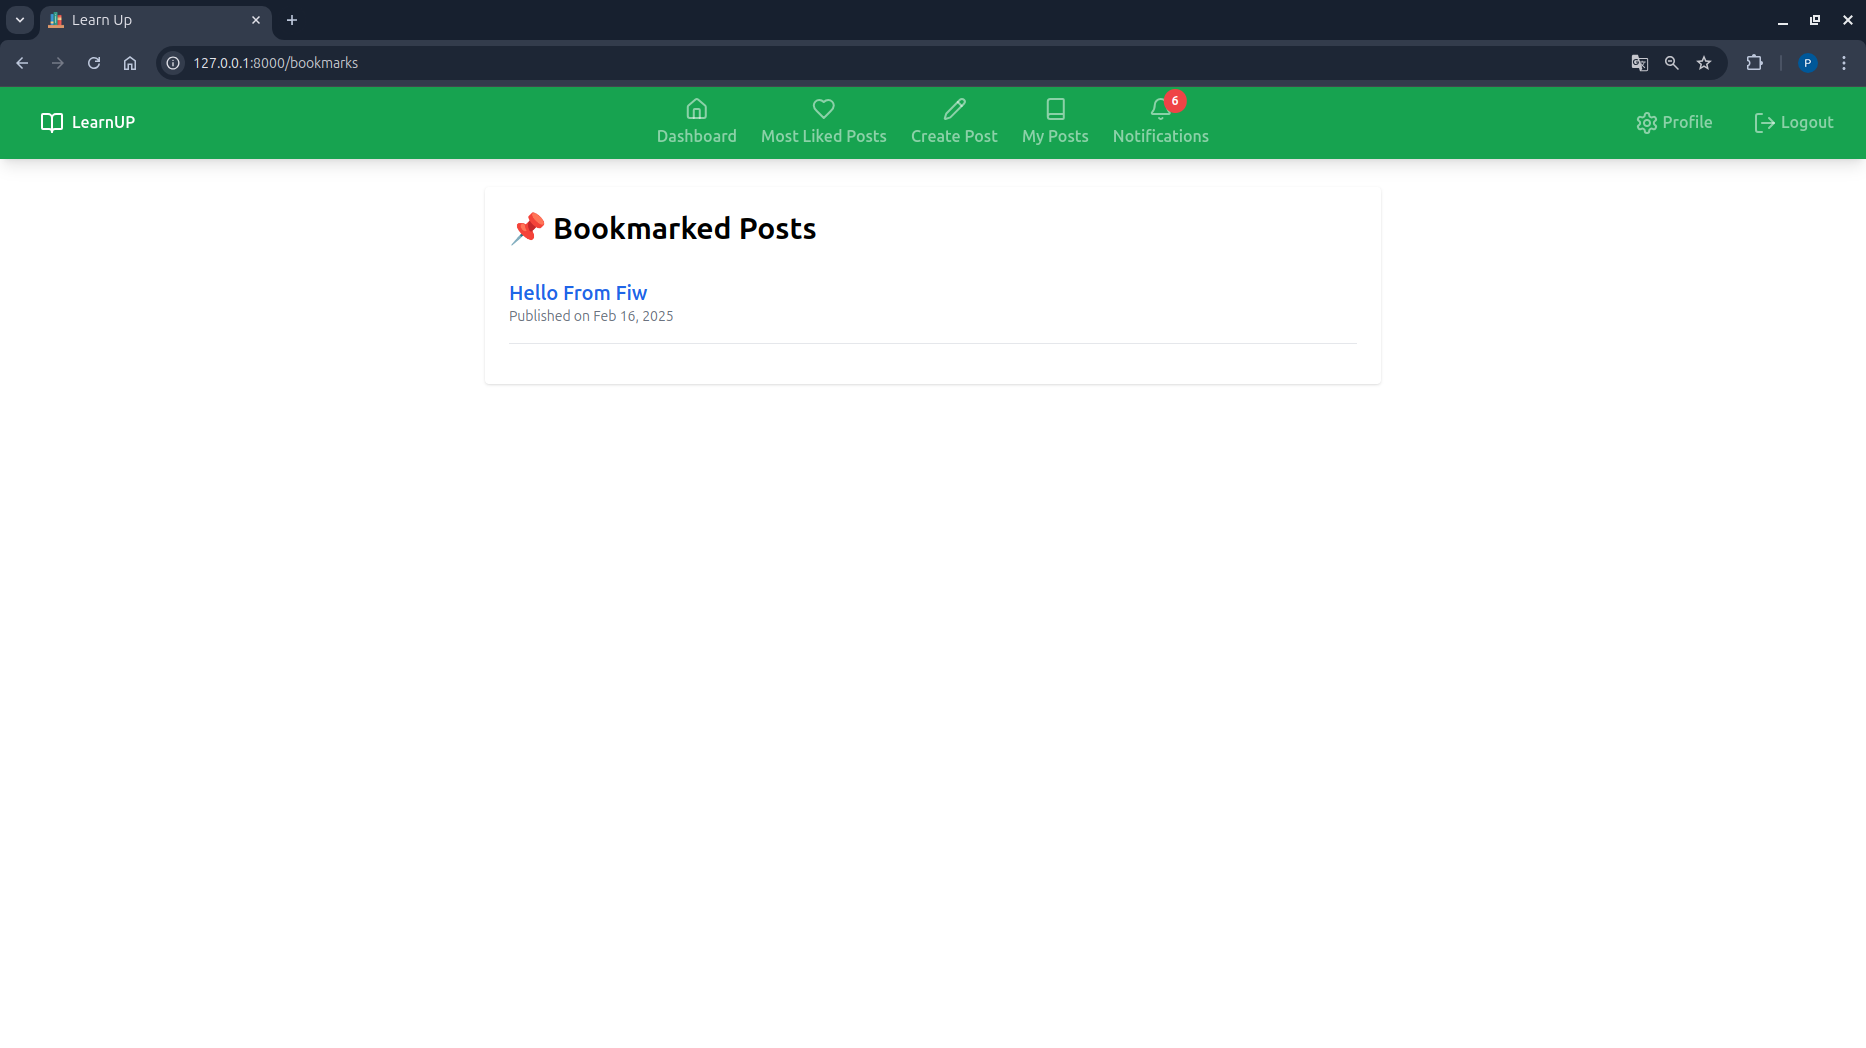 Learn Up
127.0.0.1:8000/bookmarks
P
LearnUP
Dashboard
Most Liked Posts
Create Post
My Posts
6
Notifications
Profile
Logout
📌 Bookmarked Posts
Hello From Fiw
Published on Feb 16, 2025